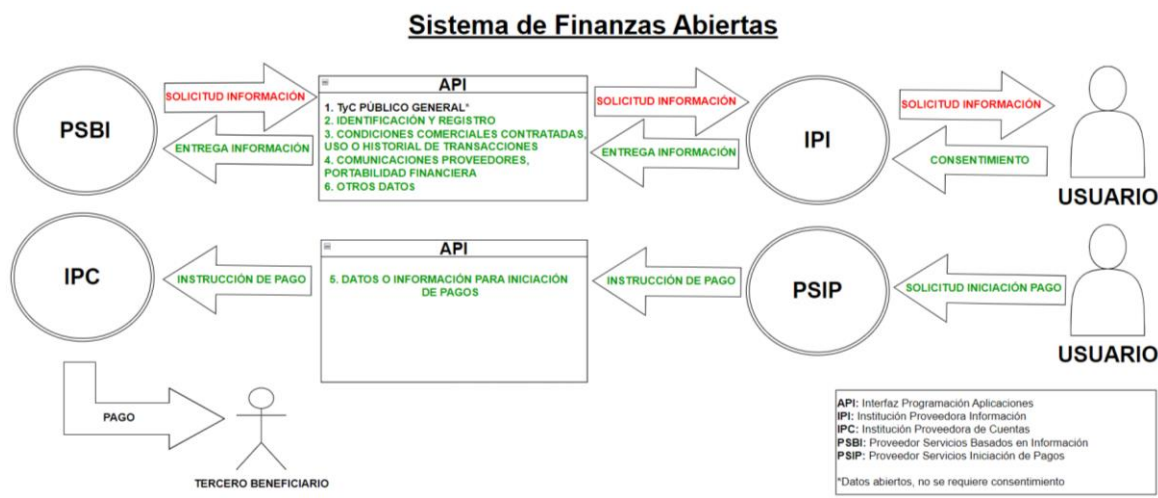 Sistema de Finanzas Abiertas
PSBI
SOLICITUD INFORMACIÓN
ENTREGA INFORMACIÓN
API
1. TyC PÚBLICO GENERAL*
2. IDENTIFICACIÓN Y REGISTRO
3. CONDICIONES COMERCIALES CONTRATADAS,
USO O HISTORIAL DE TRANSACCIONES
4. COMUNICACIONES PROVEEDORES,
PORTABILIDAD FINANCIERA
6. OTROS DATOS
SOLICITUD INFORMACIÓN
ENTREGA INFORMACIÓN
IPI
SOLICITUD INFORMACIÓN
CONSENTIMIENTO
USUARIO
IPC
INSTRUCCIÓN DE PAGO
API
5. DATOS O INFORMACIÓN PARA INICIACIÓN
DE PAGOS
INSTRUCCIÓN DE PAGO
PSIP
SOLICITUD INICIACIÓN PAGO
USUARIO
PAGO
TERCERO BENEFICIARIO
API: Interfaz Programación Aplicaciones
IPI: Institución Proveedora Información
IPC: Institución Proveedora de Cuentas
PSBI: Proveedor Servicios Basados en Información
PSIP: Proveedor Servicios Iniciación de Pagos
*Datos abiertos, no se requiere consentimiento